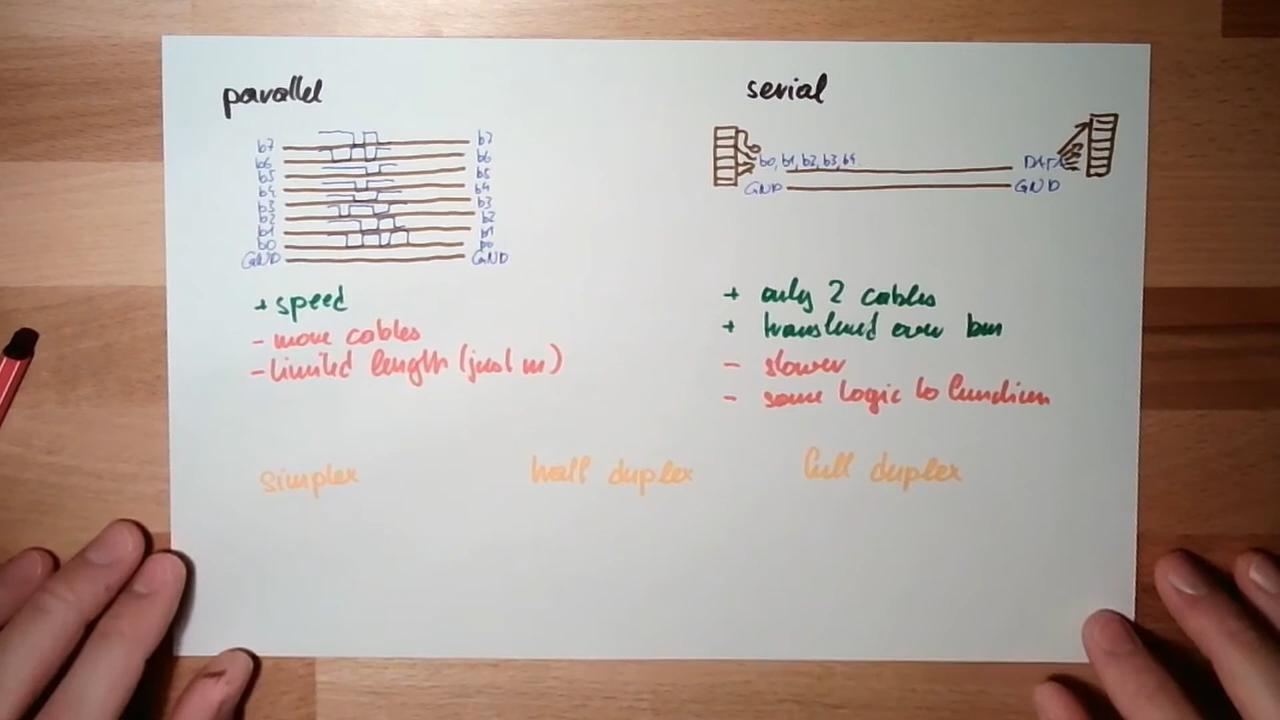 parallel
b7 b7
b6 b6
b5 b5
b4 b4
b3 b3
b2 b2
b1 b1
b0 b0
GND GND
+ speed
- more cables
- limited length (just m)
serial
b0, b1, b2, b3, b4 DATA
GND GND
+ only 2 cables
+ over
- slower
- some logic to function
simplex
half duplex
full duplex